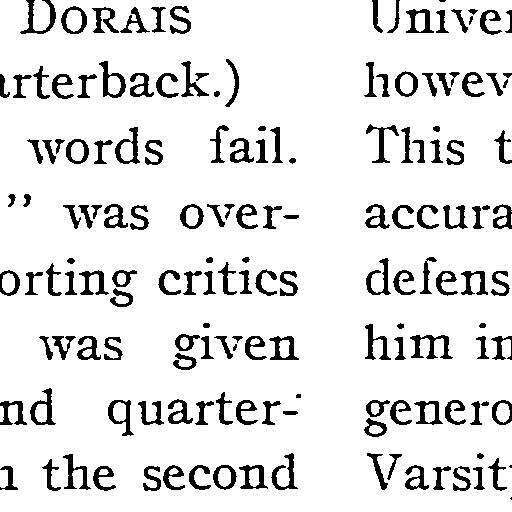 DORAIS
arterback.)
words fail.
" was over-
orting critics
was given
nd quarter-
n the second
Univer
howev
This t
accura
defens
him in
genero
Varsity